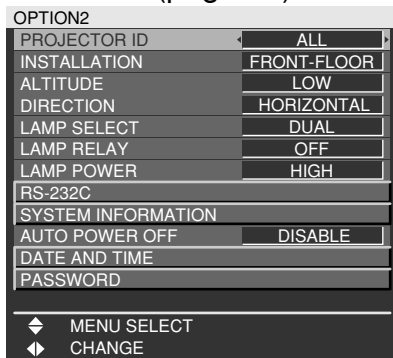 OPTION2
PROJECTOR ID ALL
INSTALLATION FRONT-FLOOR
ALTITUDE LOW
DIRECTION HORIZONTAL
LAMP SELECT DUAL
LAMP RELAY OFF
LAMP POWER HIGH
RS-232C
SYSTEM INFORMATION
AUTO POWER OFF DISABLE
DATE AND TIME
PASSWORD
MENU SELECT
CHANGE